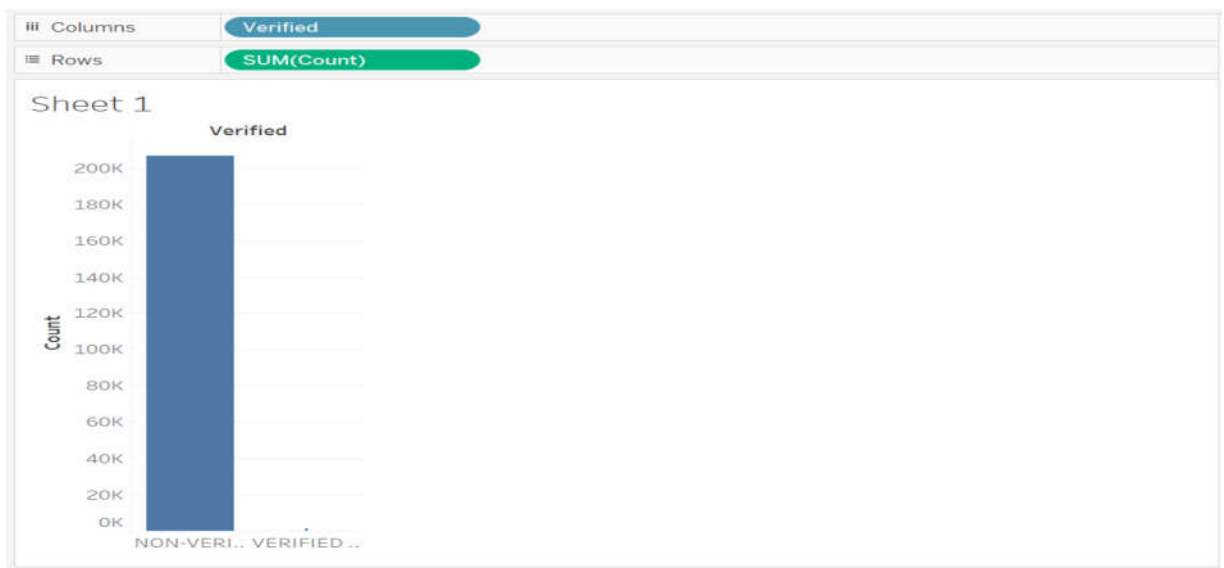 Columns Verified
Rows SUM(Count)
Sheet 1
Verified
200K
180K
160K
140K
120K
100K
80K
60K
40K
20K
0K
Count
NON-VERI.. VERIFIED ..